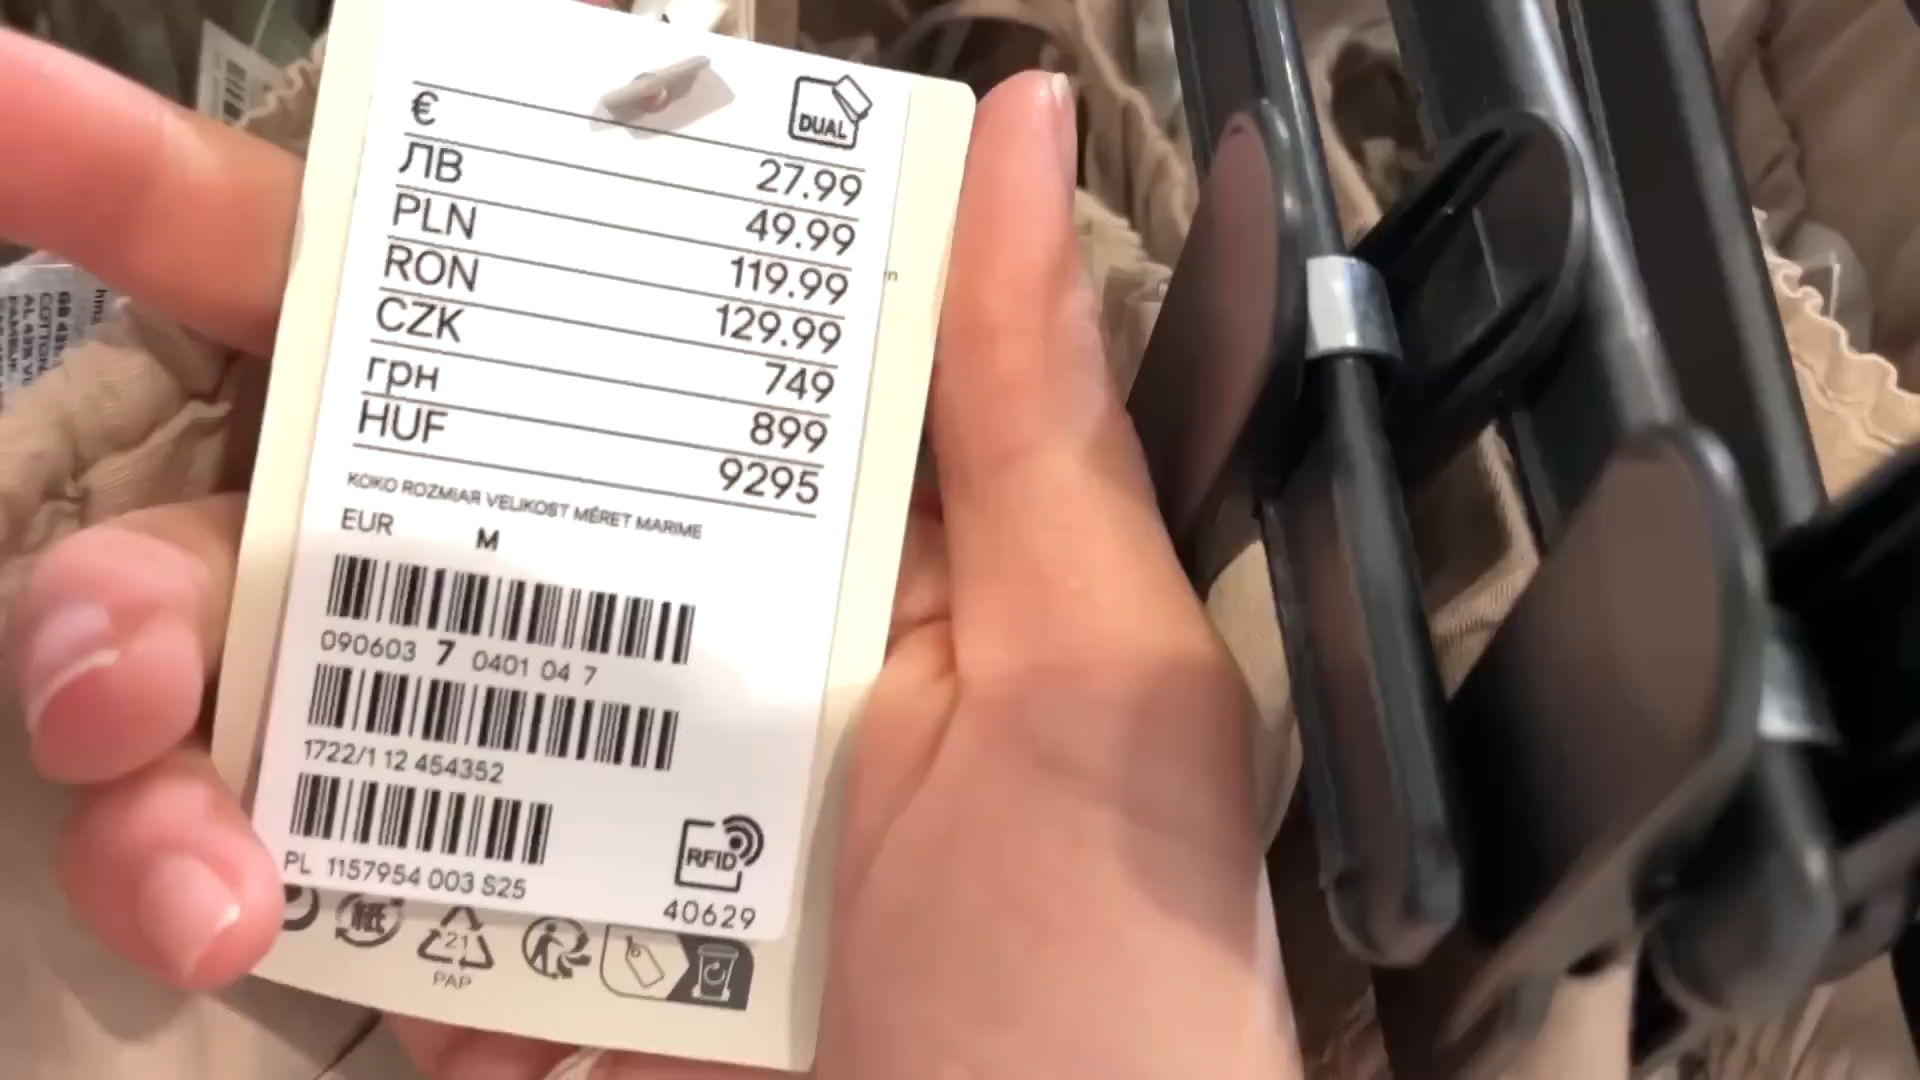 DUAL
€ 27.99
ЛВ 49.99
PLN 119.99
RON 129.99
CZK 749
грн 899
HUF 9295
KOKO ROZMIAR VELIKOST MÉRET MARIME
EUR M
090603 7 0401 04 7
1722/1 12 454352
PL 1157954 003 S25
RFID
40629
紙
21
PAP